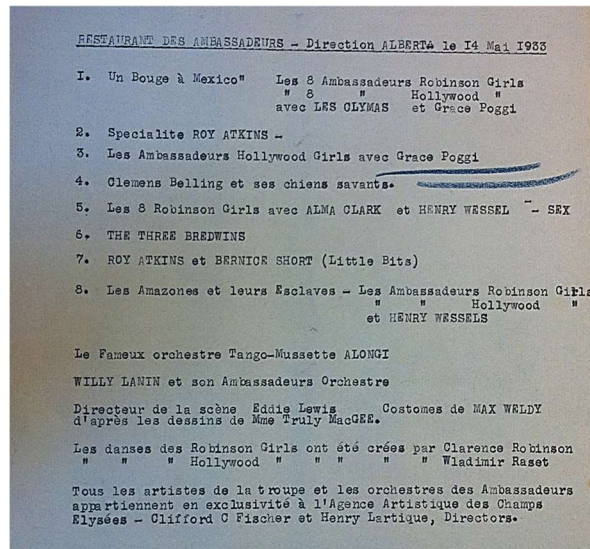 RESTAURANT DES AMBASSADEURS - Direction ALBERTA le I4 Mai I933
I. Un Bouge à Mexico" Les 8 Ambassadeurs Robinson Girls
" 8 " Hollywood "
avec LES CLYMAS et Grace Poggi
2. Specialite ROY ATKINS -
3. Les Ambassadeurs Hollywood Girls avec Grace Poggi
4. Clemens Belling et ses chiens savants.
5. Les 8 Robinson Girls avec ALMA CLARK et HENRY WESSEL - SEX
6. THE THREE BREDWINS
7. ROY ATKINS et BERNICE SHORT (Little Bits)
8. Les Amazones et leurs Esclaves - Les Ambassadeurs Robinson Girls
" " Hollywood "
et HENRY WESSELS
Le Fameux orchestre Tango-Mussette ALONGI
WILLY LANIN et son Ambassadeurs Orchestre
Directeur de la scène Eddie Lewis Costomes de MAX WELDY
d'après les dessins de Mme Truly MacGEE.
Les danses des Robinson Girls ont été crées par Clarence Robinson
" " " Hollywood " " " " " Wladimir Raset
Tous les artistes de la troupe et les orchestres des Ambassadeurs
appartiennent en exclusivité à l'Agence Artistique des Champs
Elysées - Clifford C Fischer et Henry Lartique, Directors.